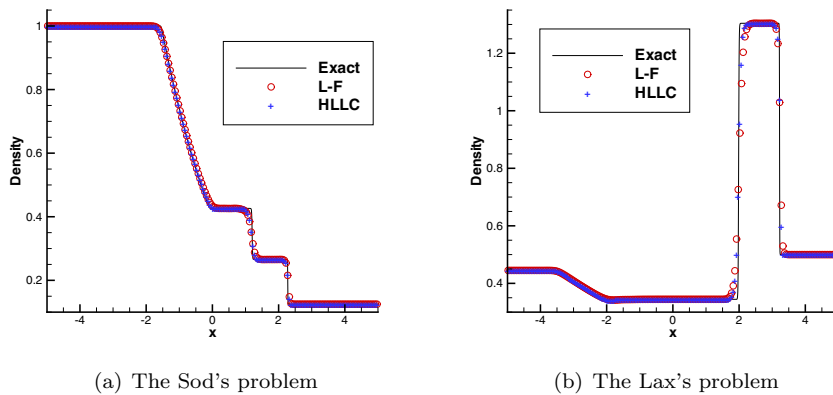 1
0.8
0.6
0.4
0.2
Density
-4
-2
0
2
4
x
Exact
L-F
HLLC
(a) The Sod's problem
1.2
1
0.8
0.6
0.4
Density
-4
-2
0
2
4
x
Exact
L-F
HLLC
(b) The Lax's problem